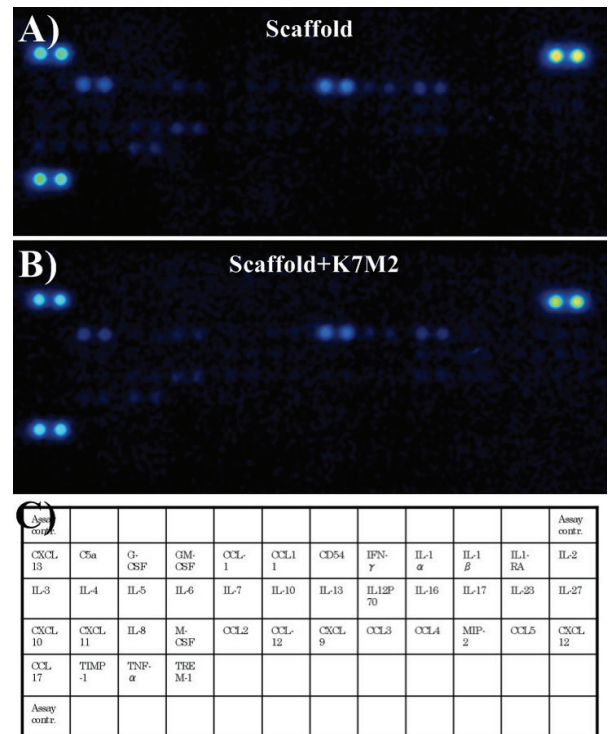 A)
Scaffold
B)
Scaffold+K7M2
C)
Assay
contr.
Assay
contr.
CXCL
13
C5a
G-
CSF
GM-
CSF
CCL-
1
CCL1
1
CD54
IFN-
γ
IL-1
α
IL-1
β
IL1-
RA
IL-2
IL-3
IL-4
IL-5
IL-6
IL-7
IL-10
IL-13
IL12P
70
IL-16
IL-17
IL-23
IL-27
CXCL
10
CXCL
11
IL-8
M-
CSF
CCL2
CCL-
12
CXCL
9
CCL3
CCL4
MIP-
2
CCL5
CXCL
12
CCL
17
TIMP
-1
TNF-
α
TRE
M-1
Assay
contr.